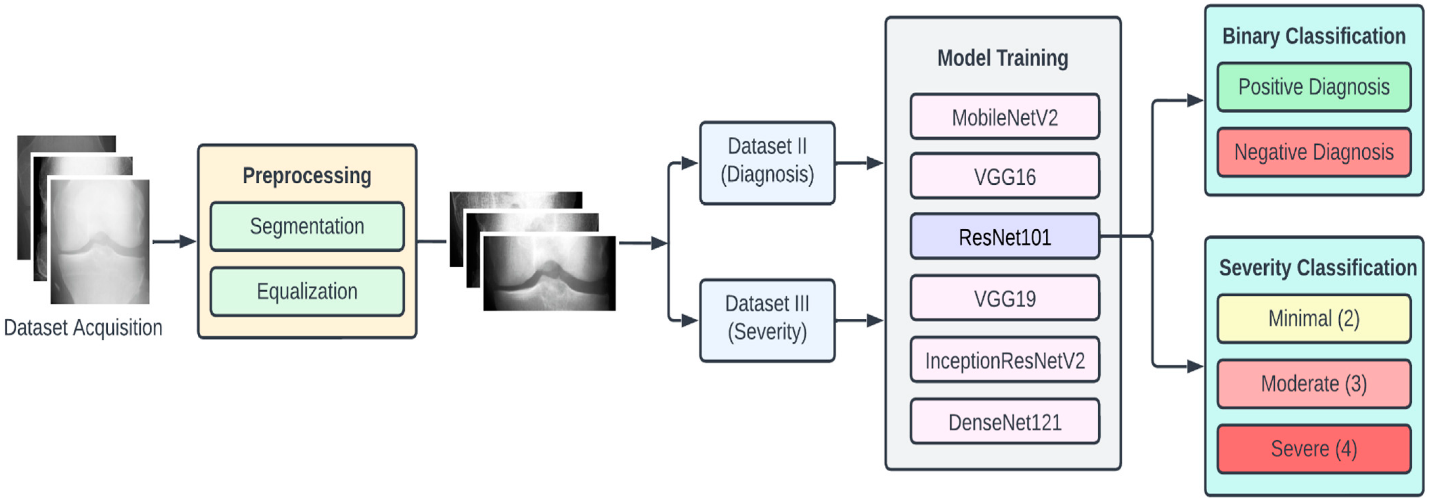 Dataset Acquisition
Preprocessing
Segmentation
Equalization
Dataset II
(Diagnosis)
Dataset III
(Severity)
Model Training
MobileNetV2
VGG16
ResNet101
VGG19
InceptionResNetV2
DenseNet121
Binary Classification
Positive Diagnosis
Negative Diagnosis
Severity Classification
Minimal (2)
Moderate (3)
Severe (4)